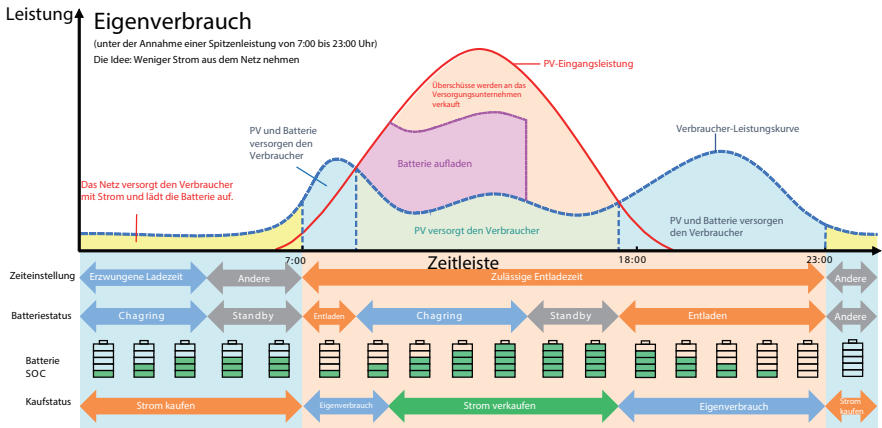 Leistung
Eigenverbrauch
(unter der Annahme einer Spitzenleistung von 7:00 bis 23:00 Uhr)
Die Idee: Weniger Strom aus dem Netz nehmen
PV-Eingangsleistung
Überschüsse werden an das
Versorgungsunternehmen
verkauft
PV und Batterie
versorgen den
Verbraucher
Verbraucher-Leistungskurve
Batterie aufladen
Das Netz versorgt den Verbraucher
mit Strom und lädt die Batterie auf.
PV versorgt den Verbraucher
PV und Batterie versorgen
den Verbraucher
7:00
Zeitleiste
18:00
23:00
Zeiteinstellung
Erzwungene Ladezeit
Andere
Zulässige Entladezeit
Andere
Batteriestatus
Chagring
Standby
Entladen
Chagring
Standby
Entladen
Andere
Batterie
SOC
Kaufstatus
Strom kaufen
Eigenverbrauch
Strom verkaufen
Eigenverbrauch
Strom
kaufen